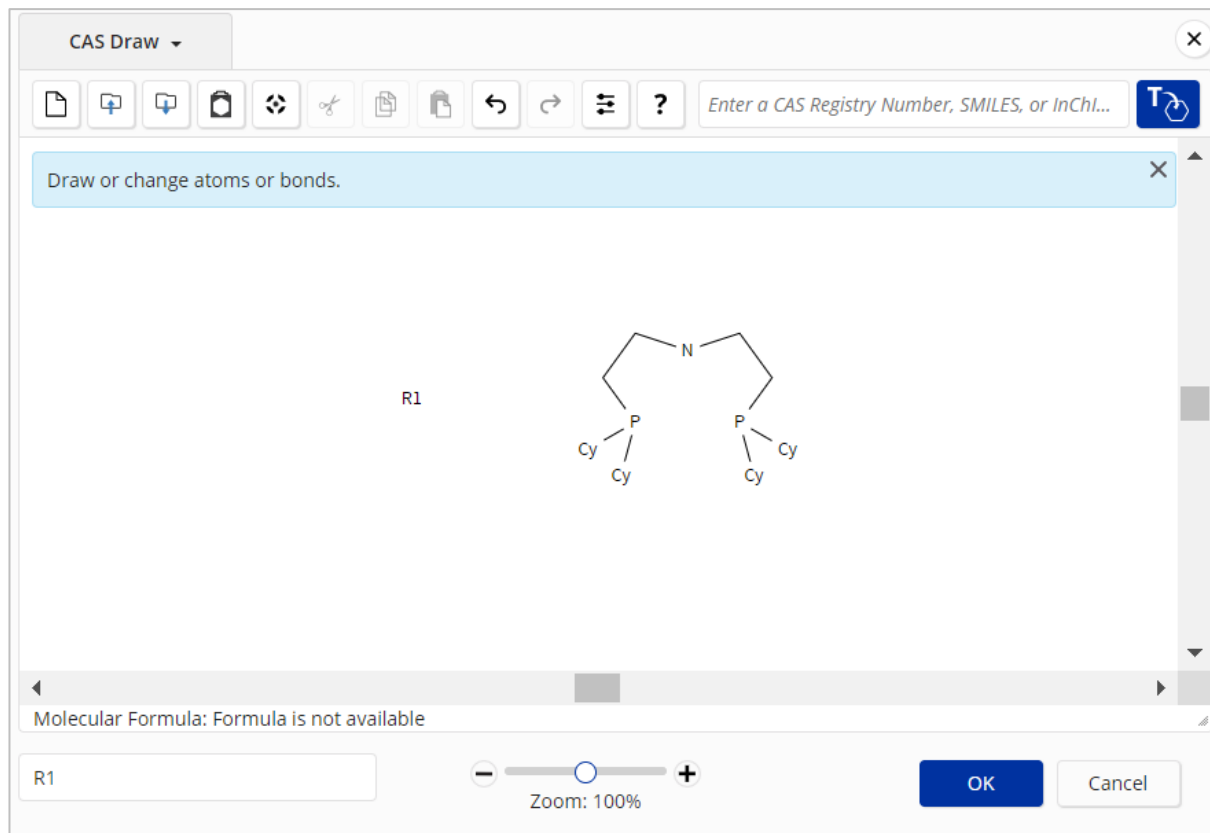 CAS Draw
? Enter a CAS Registry Number, SMILES, or InChI... T
Draw or change atoms or bonds.
N
R1
P P
Cy Cy
Cy Cy
Molecular Formula: Formula is not available
R1
Zoom: 100%
OK Cancel